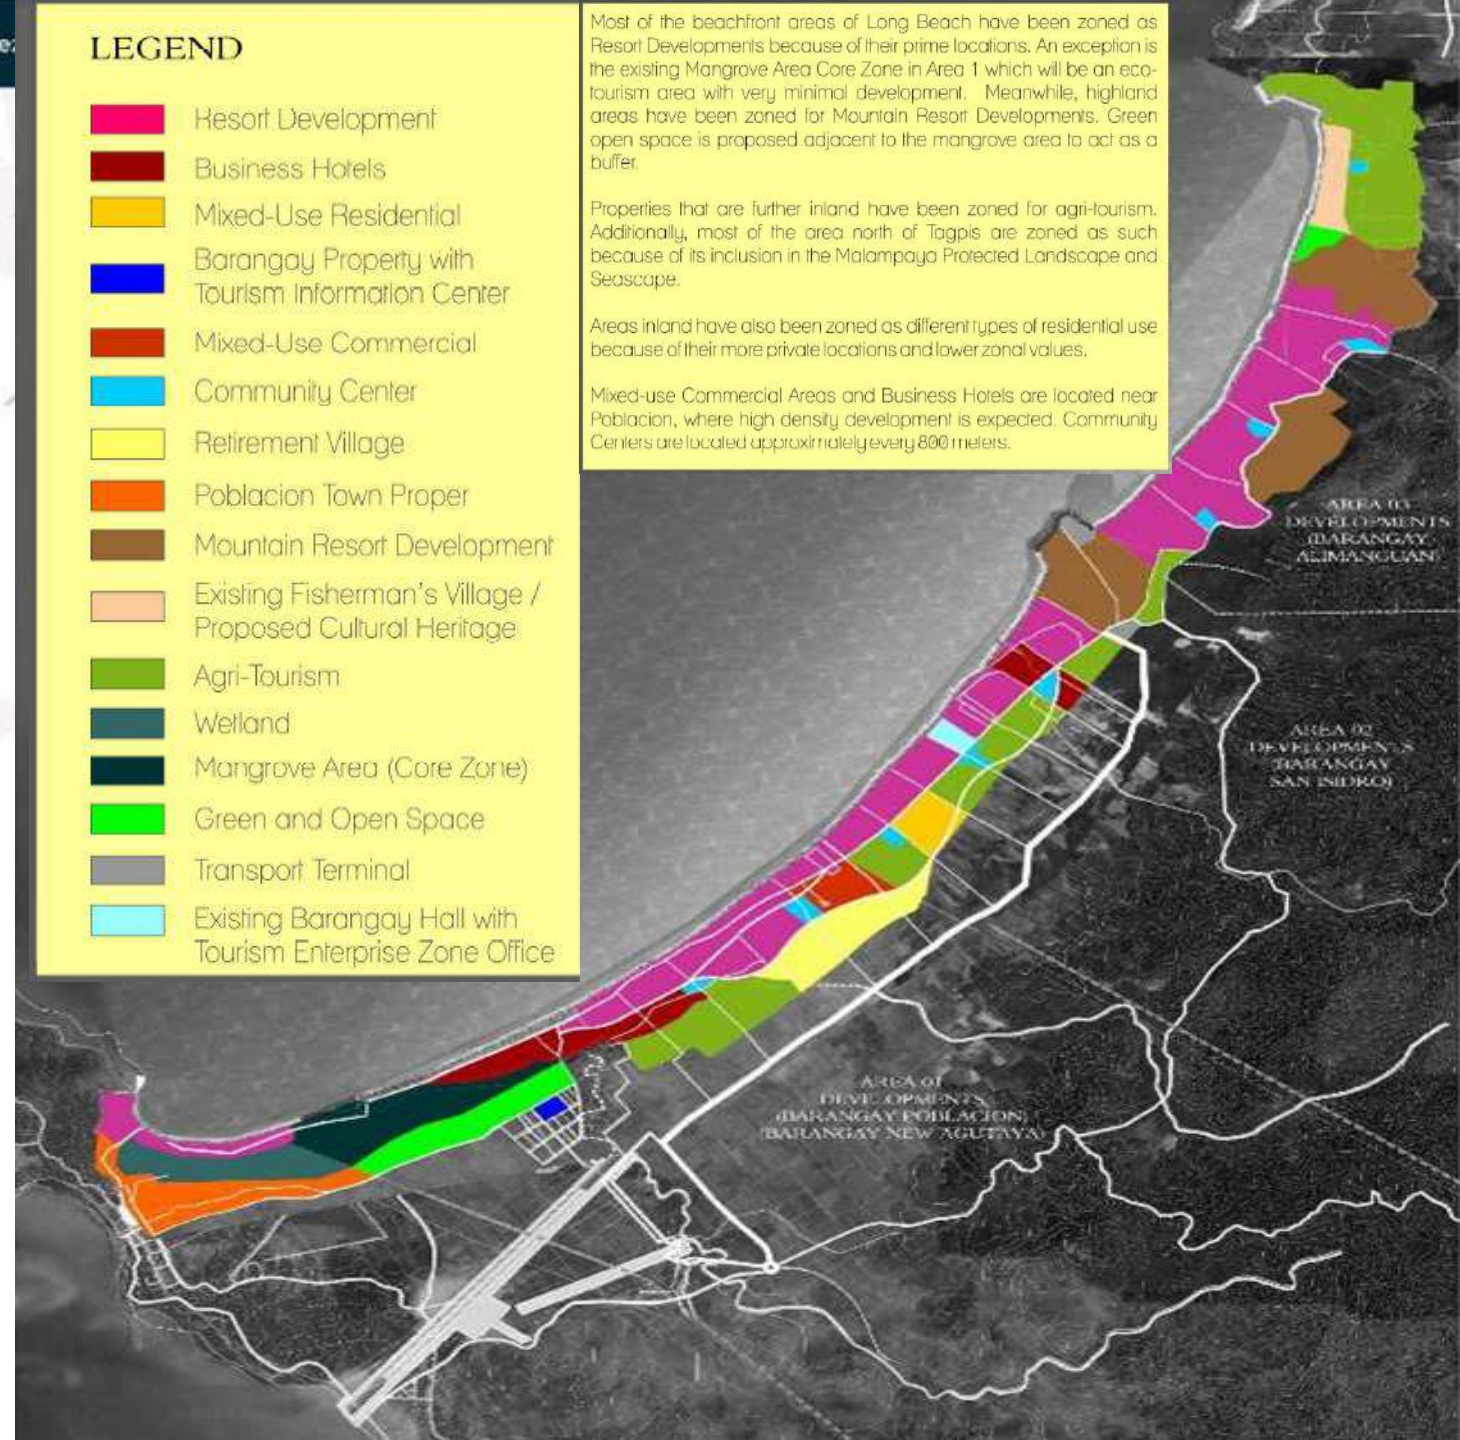 LEGEND
Resort Development
Business Hotels
Mixed-Use Residential
Barangay Property with
Tourism Information Center
Mixed-Use Commercial
Community Center
Retirement Village
Poblacion Town Proper
Mountain Resort Development
Existing Fisherman's Village /
Proposed Cultural Heritage
Agri-Tourism
Wetland
Mangrove Area (Core Zone)
Green and Open Space
Transport Terminal
Existing Barangay Hall with
Tourism Enterprise Zone Office
Most of the beachfront areas of Long Beach have been zoned as
Resort Developments because of their prime locations. An exception is
the existing Mangrove Area Core Zone in Area 1 which will be an eco-
tourism area with very minimal development. Meanwhile, highland
areas have been zoned for Mountain Resort Developments. Green
open space is proposed adjacent to the mangrove area to act as a
buffer.
Properties that are further inland have been zoned for agri-tourism.
Additionally, most of the area north of Tagpis are zoned as such
because of its inclusion in the Malampaya Protected Landscape and
Seascape.
Areas inland have also been zoned as different types of residential use
because of their more private locations and lower zonal values.
Mixed-use Commercial Areas and Business Hotels are located near
Poblacion, where high density development is expected. Community
Centers are located approximately every 800 meters.
AREA 03
DEVELOPMENTS
(BARANGAY
ALIMANGUAN)
AREA 02
DEVELOPMENTS
(BARANGAY
SAN ISIDRO)
AREA 01
DEVELOPMENTS
(BARANGAY POBLACION)
(BARANGAY NEW AGUTAYA)